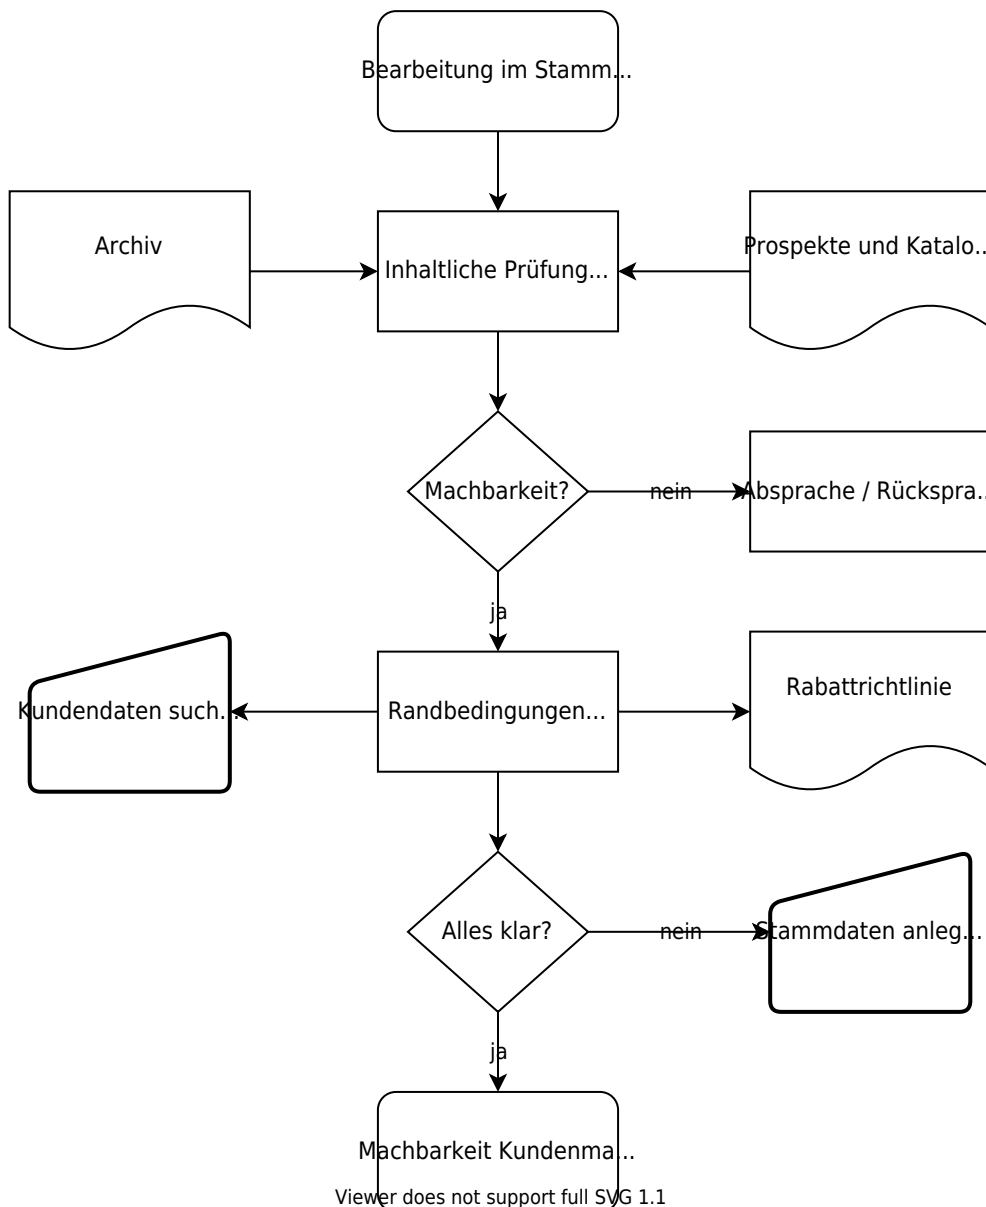 Bearbeitung im Stamm...
Archiv
Inhaltliche Prüfung...
Prospekte und Katalo...
Machbarkeit?
nein
Absprache / Rückspra...
ja
Kundendaten such...
Randbedingungen...
Rabattrichtlinie
Alles klar?
nein
Stammdaten anleg...
ja
Machbarkeit Kundenma...
Viewer does not support full SVG 1.1